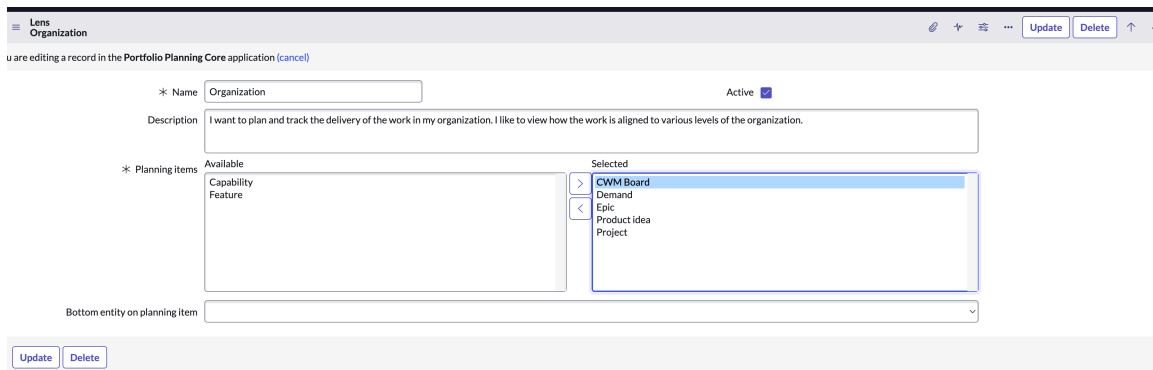 Lens
Organization
Update Delete
u are editing a record in the Portfolio Planning Core application (cancel)
Name Organization
Active
Description I want to plan and track the delivery of the work in my organization. I like to view how the work is aligned to various levels of the organization.
Planning items
Available
Capability
Feature
Selected
CWM Board
Demand
Epic
Product idea
Project
Bottom entity on planning item
Update Delete